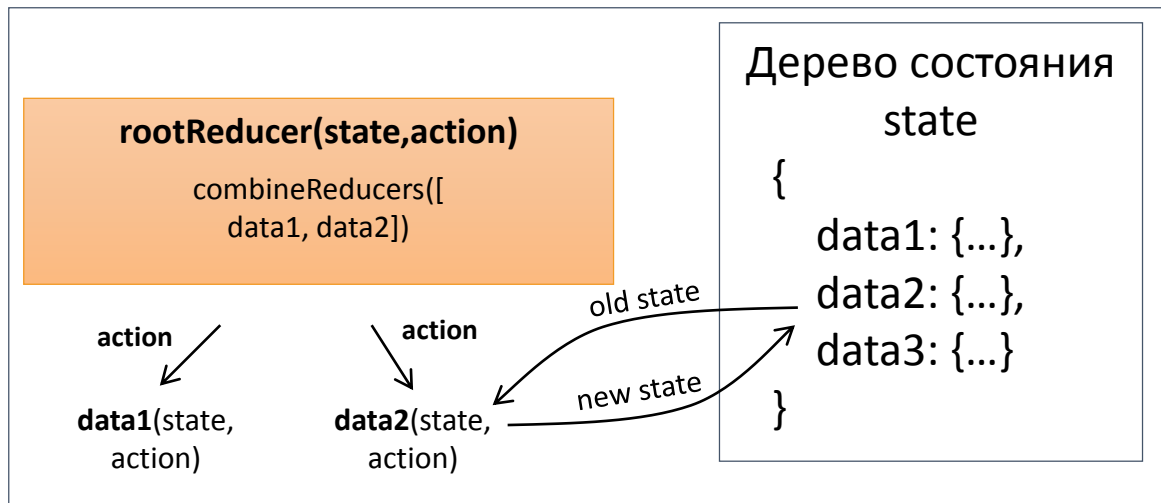 rootReducer(state,action)
combineReducers([
data1, data2])
action
action
data1(state,
action)
data2(state,
action)
old state
new state
Дерево состояния
state
{
data1: {...},
data2: {...},
data3: {...}
}